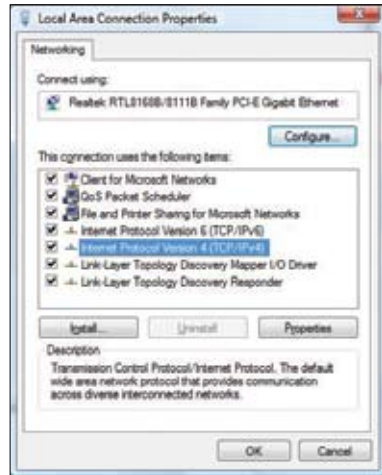 Local Area Connection Properties
Networking
Connect using:
Realtek RTL8168B/8111B Family PCI-E Gigabit Ethernet
Configure...
This connection uses the following items:
Client for Microsoft Networks
QoS Packet Scheduler
File and Printer Sharing for Microsoft Networks
Internet Protocol Version 6 (TCP/IPv6)
Internet Protocol Version 4 (TCP/IPv4)
Link-Layer Topology Discovery Mapper I/O Driver
Link-Layer Topology Discovery Responder
Install...
Uninstall
Properties
Description
Transmission Control Protocol/Internet Protocol. The default
wide area network protocol that provides communication
across diverse interconnected networks.
OK
Cancel